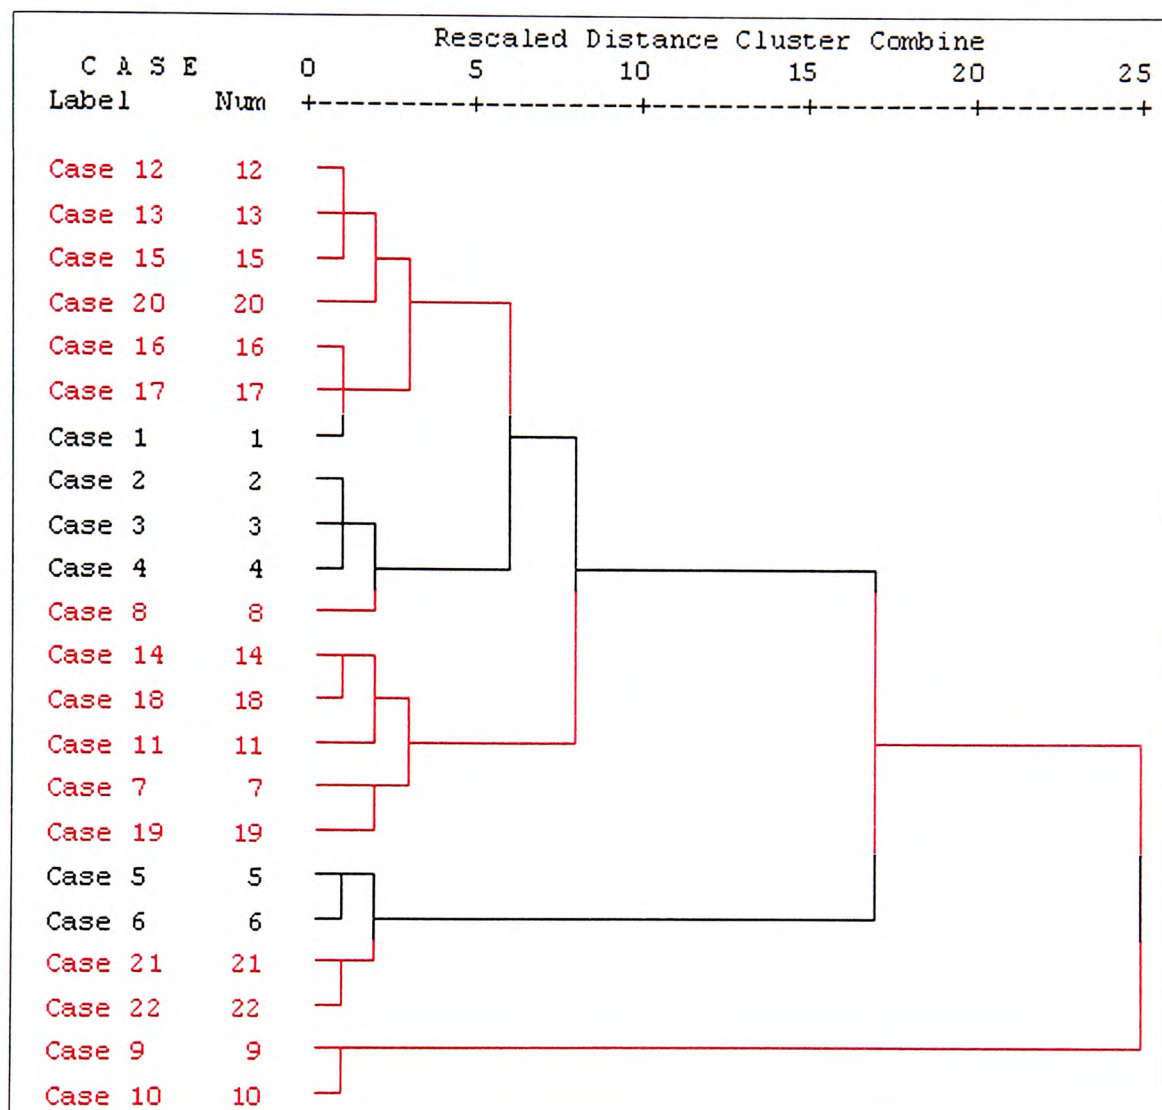 Rescaled Distance Cluster Combine
C A S E 0 5 10 15 20 25
Label Num +---------+---------+---------+---------+---------+
Case 12 12
Case 13 13
Case 15 15
Case 20 20
Case 16 16
Case 17 17
Case 1 1
Case 2 2
Case 3 3
Case 4 4
Case 8 8
Case 14 14
Case 18 18
Case 11 11
Case 7 7
Case 19 19
Case 5 5
Case 6 6
Case 21 21
Case 22 22
Case 9 9
Case 10 10